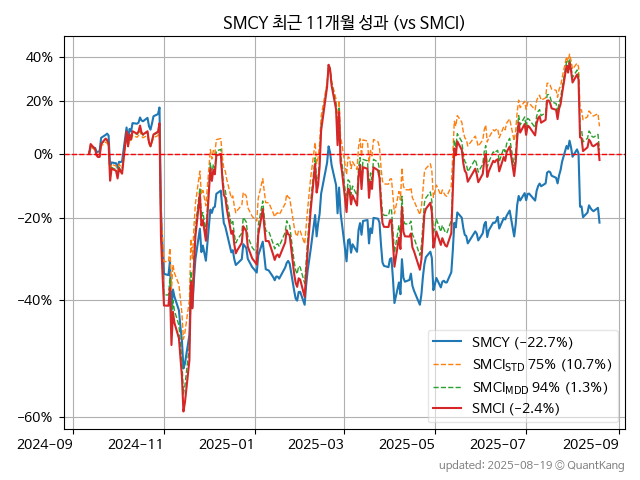 SMCY 최근 11개월 성과 (vs SMCI)
40%
20%
0%
−20%
−40%
−60%
SMCY (−22.7%)
SMCI_STD 75% (10.7%)
SMCI_MDD 94% (1.3%)
SMCI (−2.4%)
2024−09 2024−11 2025−01 2025−03 2025−05 2025−07 2025−09
updated: 2025-08-19 ⓒ QuantKang